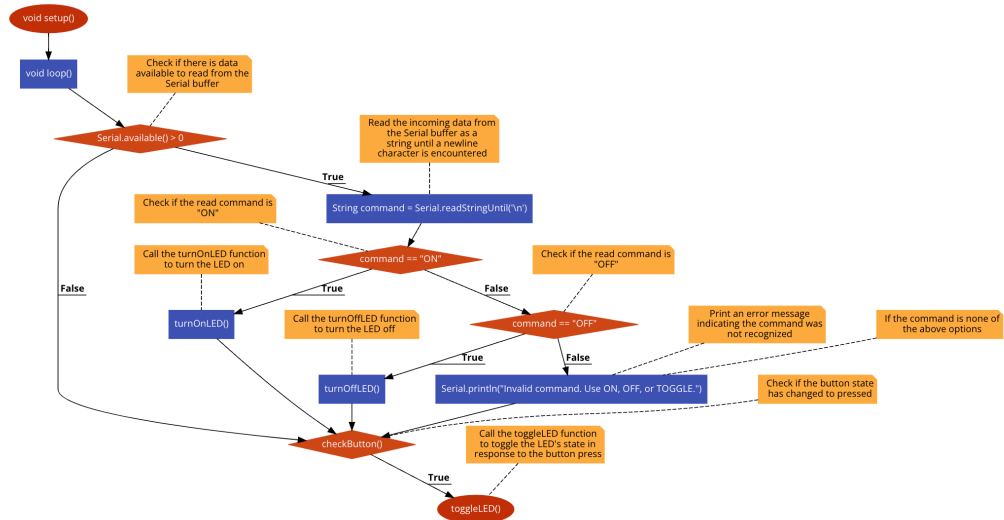 void setup()
void loop()
Check if there is data
available to read from the
Serial buffer
Serial.available() > 0
Read the incoming data from
the Serial buffer as a
string until a newline
character is encountered
True
String command = Serial.readStringUntil('\n')
Check if the read command is
"ON"
command == "ON"
Call the turnOnLED function
to turn the LED on
Check if the read command is
"OFF"
False
True
False
turnOnLED()
Call the turnOffLED function
to turn the LED off
command == "OFF"
Print an error message
indicating the command was
not recognized
If the command is none of
the above options
True
False
turnOffLED()
Serial.println("Invalid command. Use ON, OFF, or TOGGLE.")
Check if the button state
has changed to pressed
checkButton()
Call the toggleLED function
to toggle the LED's state in
response to the button press
True
toggleLED()